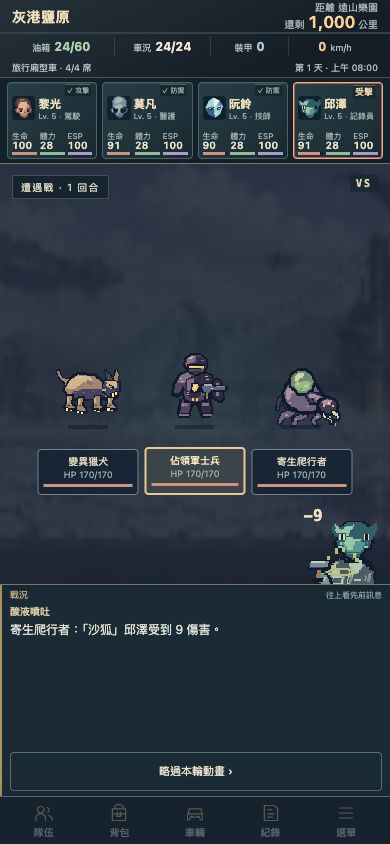 灰港鹽原
距離 遠山樂園
還剩 1,000 公里
油箱 24/60 車況 24/24 裝甲 0 0 km/h
旅行廂型車 · 4/4 席 第 1 天 · 上午 08:00
✓ 攻擊 ✓ 防禦 ✓ 防禦 受擊
黎光 莫凡 阮鈴 邱澤
Lv. 5 · 駕駛 Lv. 5 · 醫護 Lv. 5 · 技師 Lv. 5 · 記錄員
生命 體力 ESP 生命 體力 ESP 生命 體力 ESP 生命 體力 ESP
100 28 100 91 28 100 90 28 100 91 28 100
遭遇戰 · 1 回合 VS
變異獵犬 佔領軍士兵 寄生爬行者
HP 170/170 HP 170/170 HP 170/170
−9
戰況 往上看先前訊息
酸液噴吐
寄生爬行者：「沙狐」邱澤受到 9 傷害。
略過本輪動畫 ›
隊伍 背包 車輛 紀錄 選單